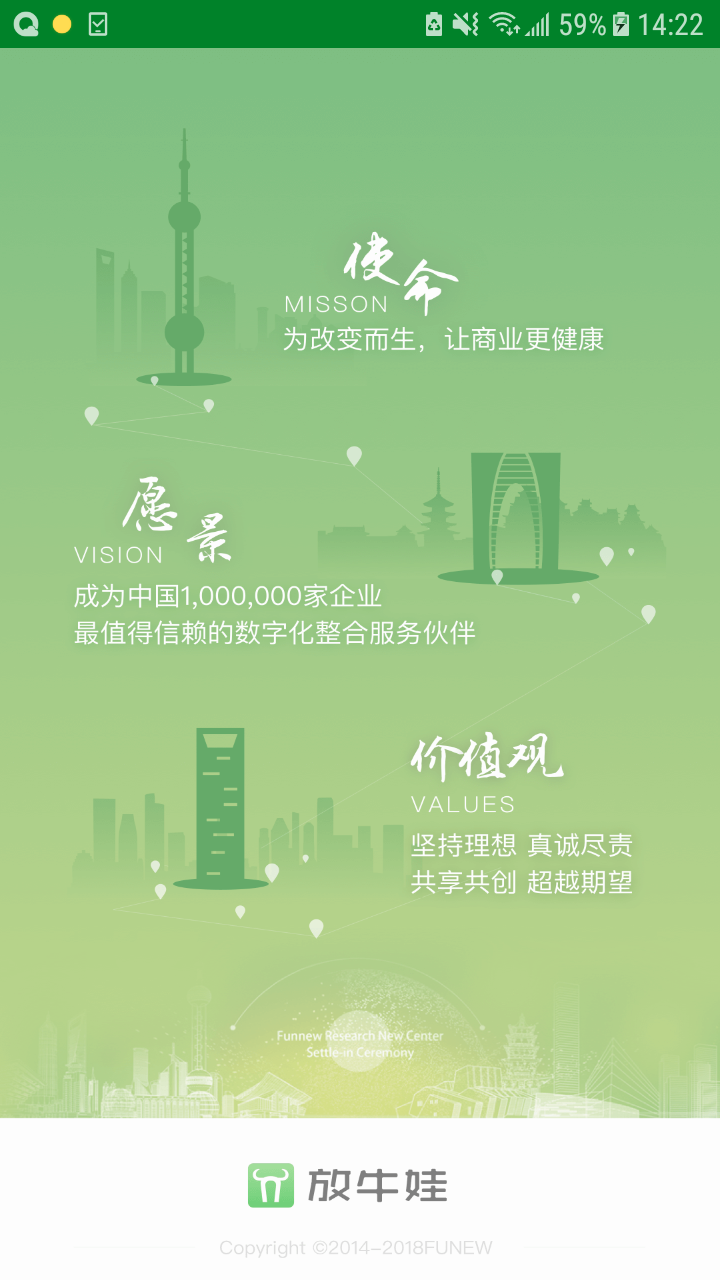 59% 14:22
使命
MISSON
为改变而生，让商业更健康
愿景
VISION
成为中国1,000,000家企业
最值得信赖的数字化整合服务伙伴
价值观
VALUES
坚持理想 真诚尽责
共享共创 超越期望
Funnew Research New Center
Settle-in Ceremony
放牛娃
Copyright ©2014-2018FUNEW